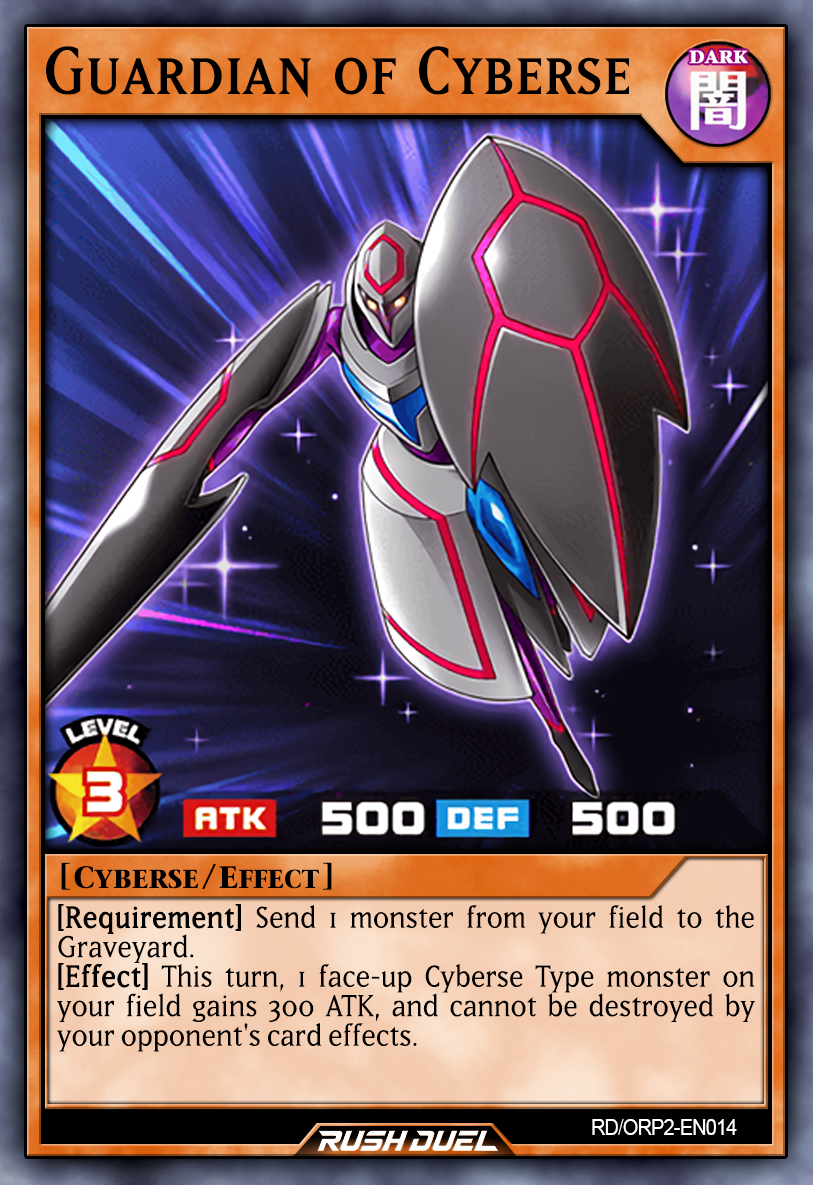 Guardian of Cyberse
DARK
闇
LEVEL
3
ATK 500 DEF 500
[Cyberse/Effect]
[Requirement] Send 1 monster from your field to the
Graveyard.
[Effect] This turn, 1 face-up Cyberse Type monster on
your field gains 300 ATK, and cannot be destroyed by
your opponent's card effects.
RUSH DUEL
RD/ORP2-EN014